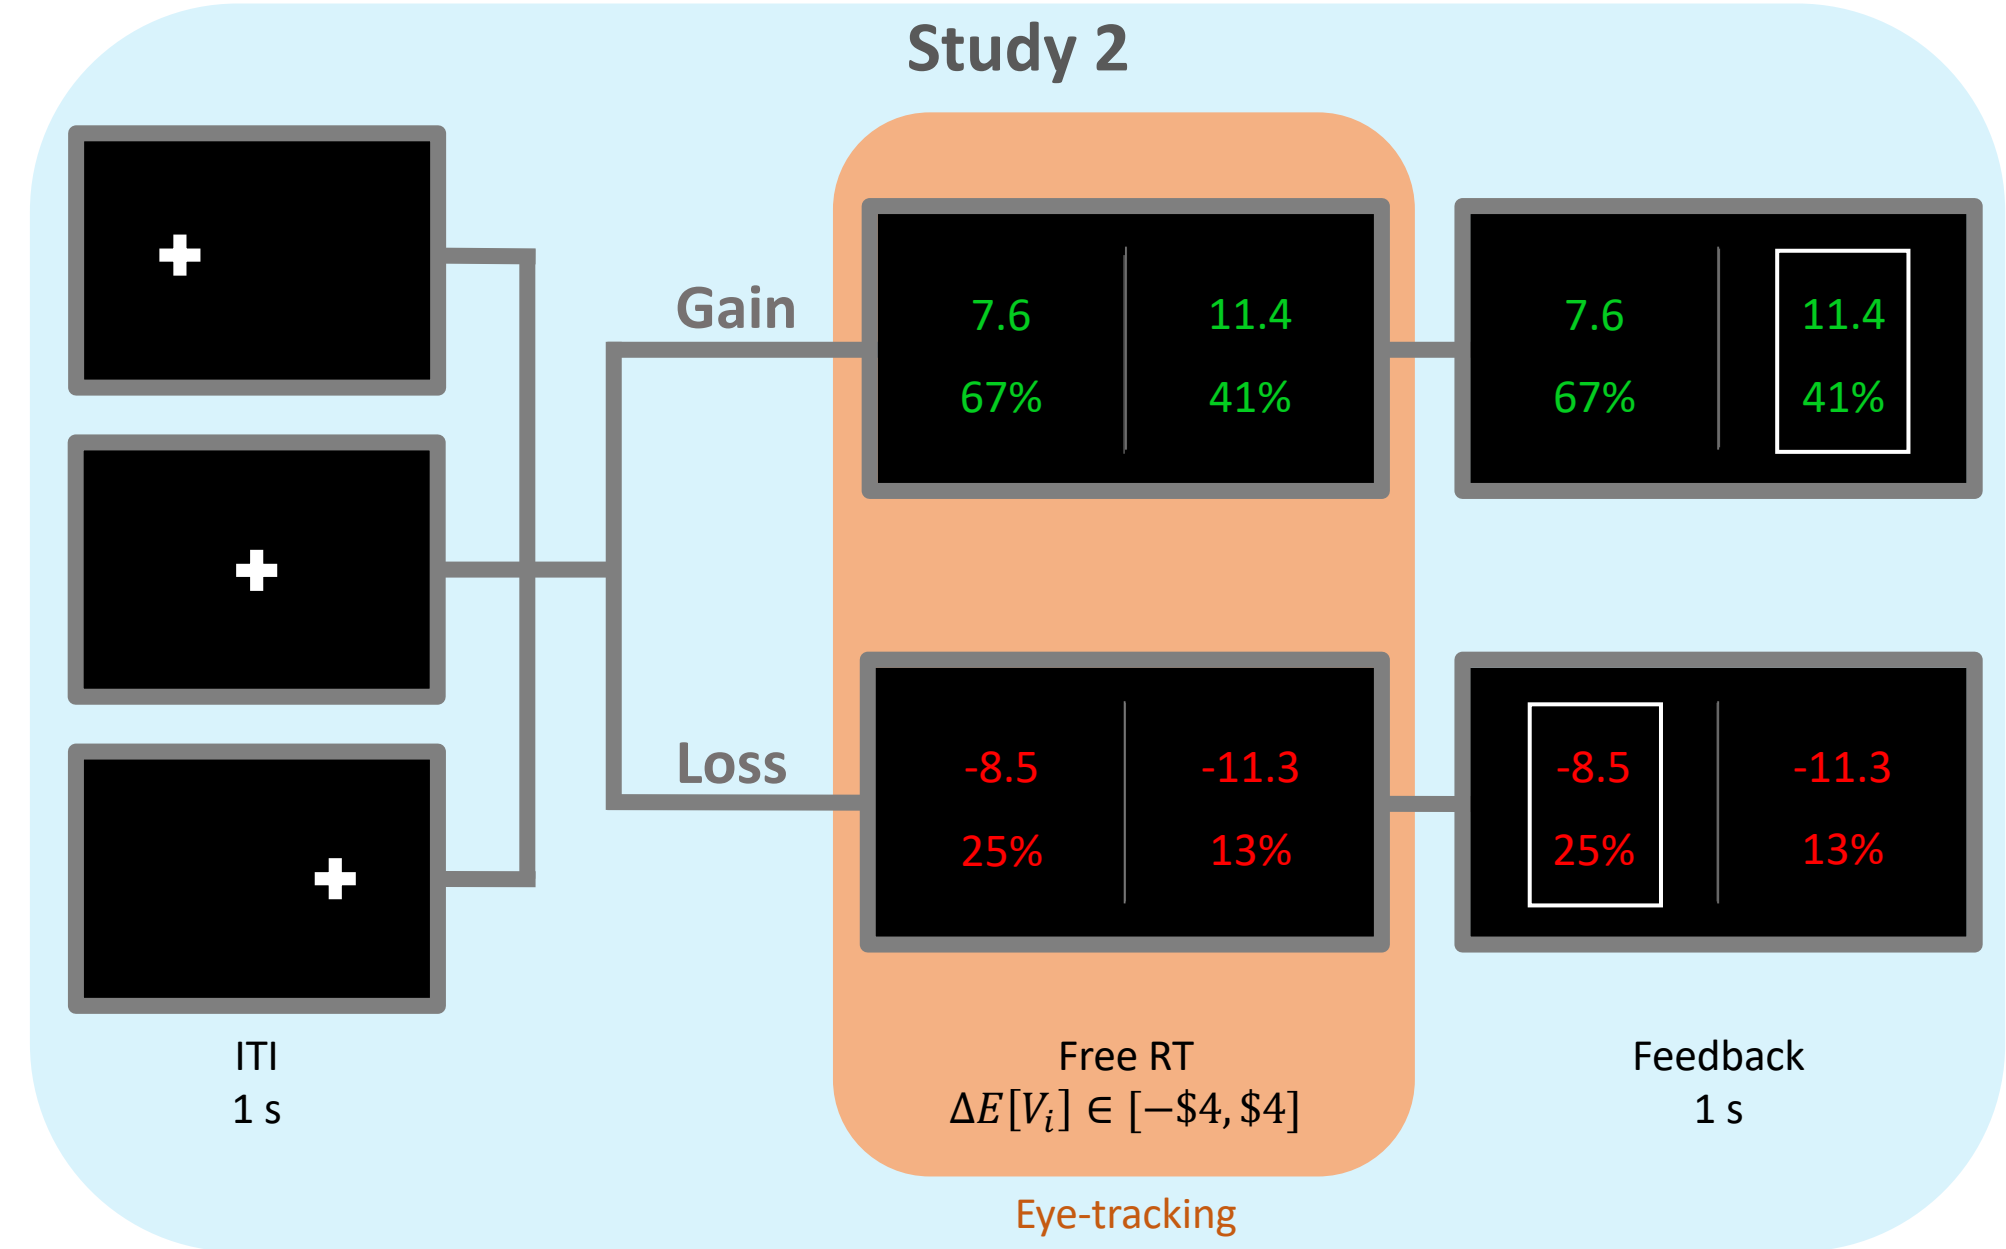 Study 2
Gain
7.6 11.4
67% 41%
7.6 11.4
67% 41%
Loss
-8.5 -11.3
25% 13%
-8.5 -11.3
25% 13%
ITI
1 s
Free RT
ΔE[Vᵢ] ∈ [−$4, $4]
Feedback
1 s
Eye-tracking